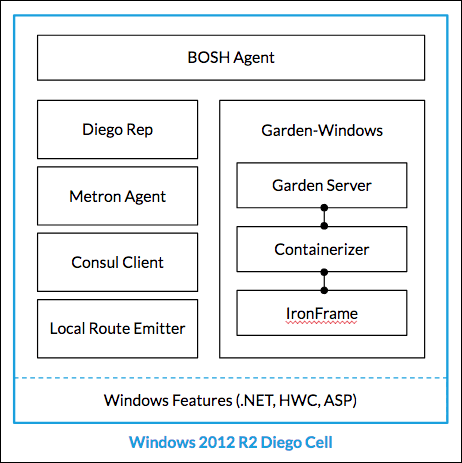 BOSH Agent
Diego Rep
Metron Agent
Consul Client
Local Route Emitter
Garden-Windows
Garden Server
Containerizer
IronFrame
Windows Features (.NET, HWC, ASP)
Windows 2012 R2 Diego Cell